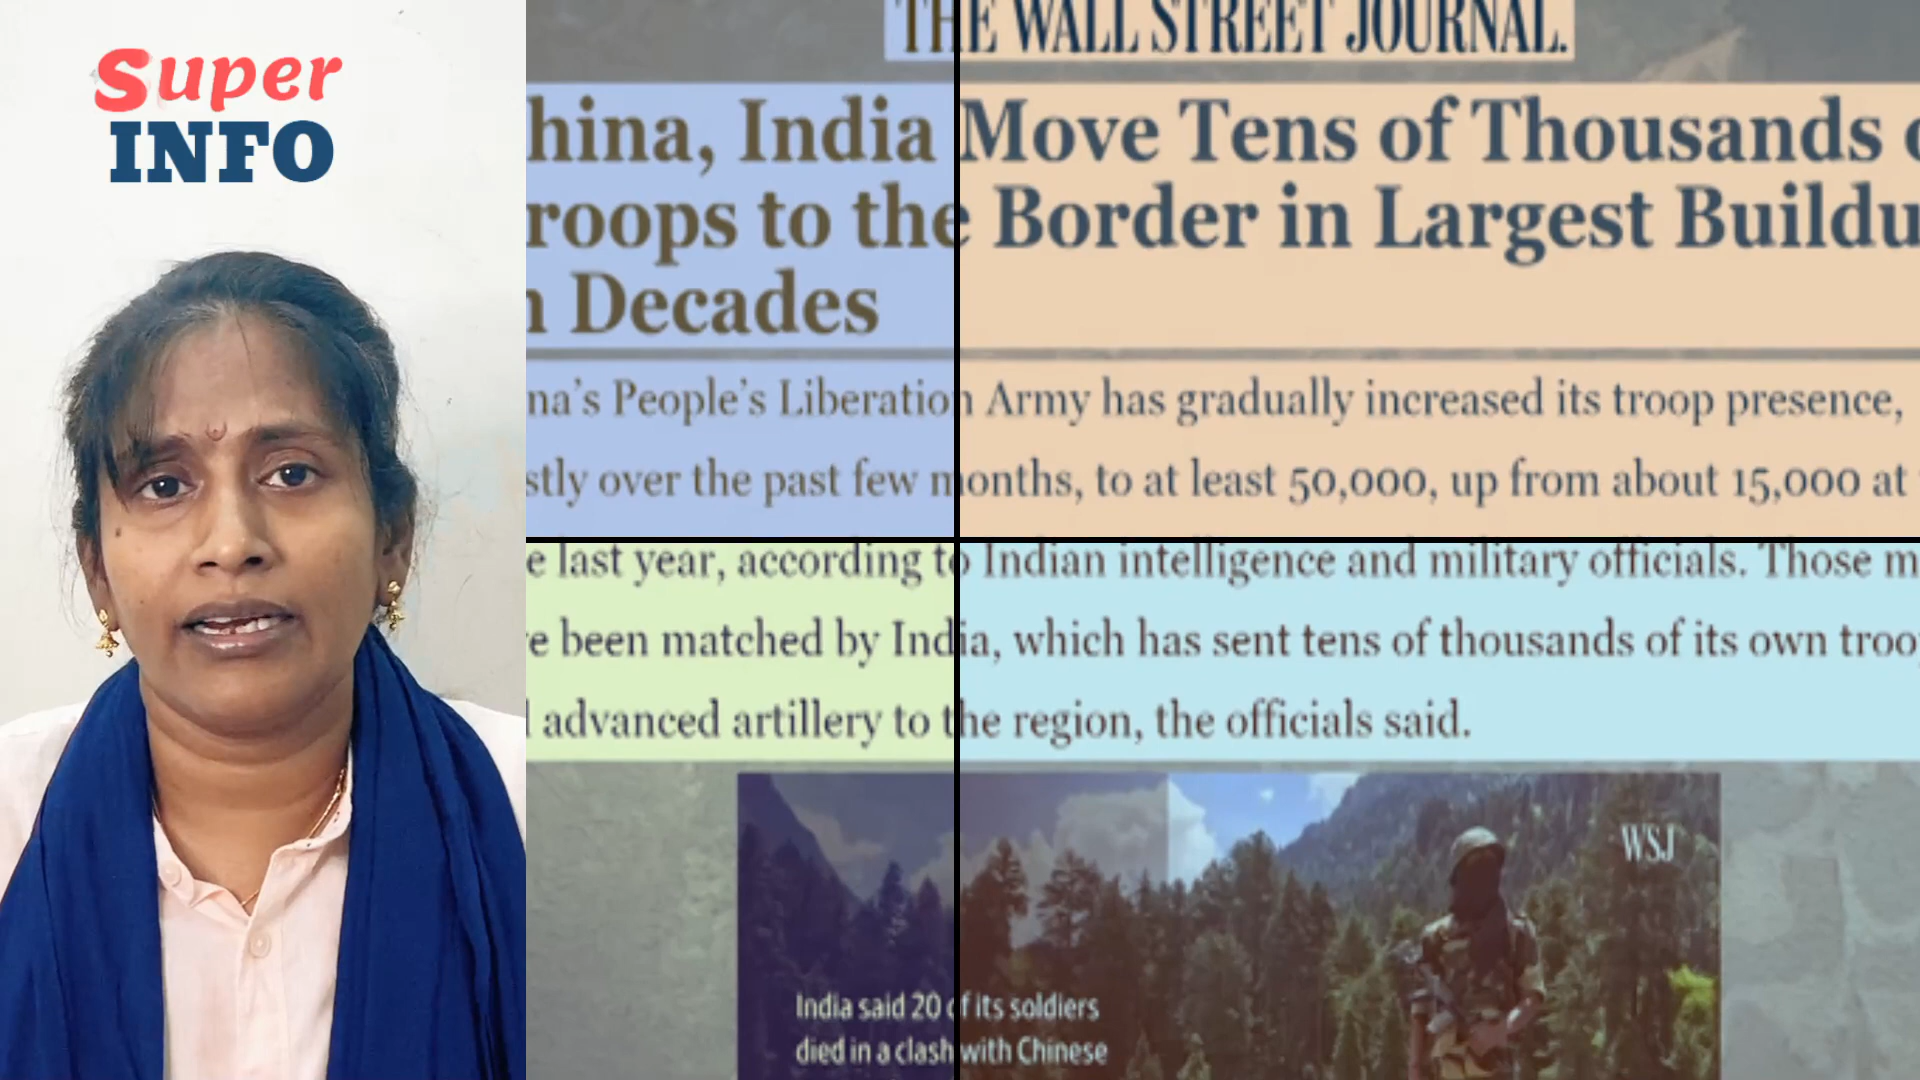 Super
INFO
THE WALL STREET JOURNAL.
hina, India Move Tens of Thousands
roops to the Border in Largest Buildu
n Decades
na's People's Liberation Army has gradually increased its troop presence,
stly over the past few months, to at least 50,000, up from about 15,000 at
e last year, according to Indian intelligence and military officials. Those m
e been matched by India, which has sent tens of thousands of its own troo
advanced artillery to the region, the officials said.
WSJ
India said 20 of its soldiers
died in a clash with Chinese